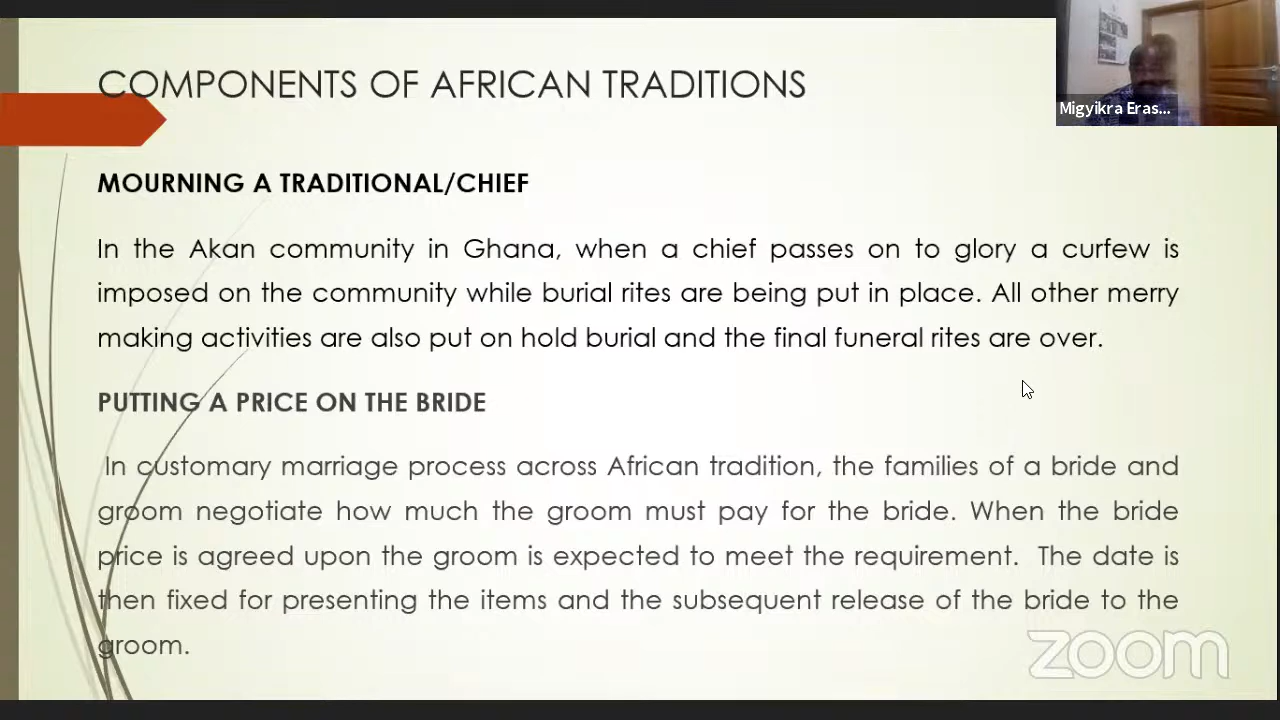 COMPONENTS OF AFRICAN TRADITIONS
Migyikra Eras...
MOURNING A TRADITIONAL/CHIEF
In the Akan community in Ghana, when a chief passes on to glory a curfew is
imposed on the community while burial rites are being put in place. All other merry
making activities are also put on hold burial and the final funeral rites are over.
PUTTING A PRICE ON THE BRIDE
In customary marriage process across African tradition, the families of a bride and
groom negotiate how much the groom must pay for the bride. When the bride
price is agreed upon the groom is expected to meet the requirement. The date is
then fixed for presenting the items and the subsequent release of the bride to the
groom.
zoom